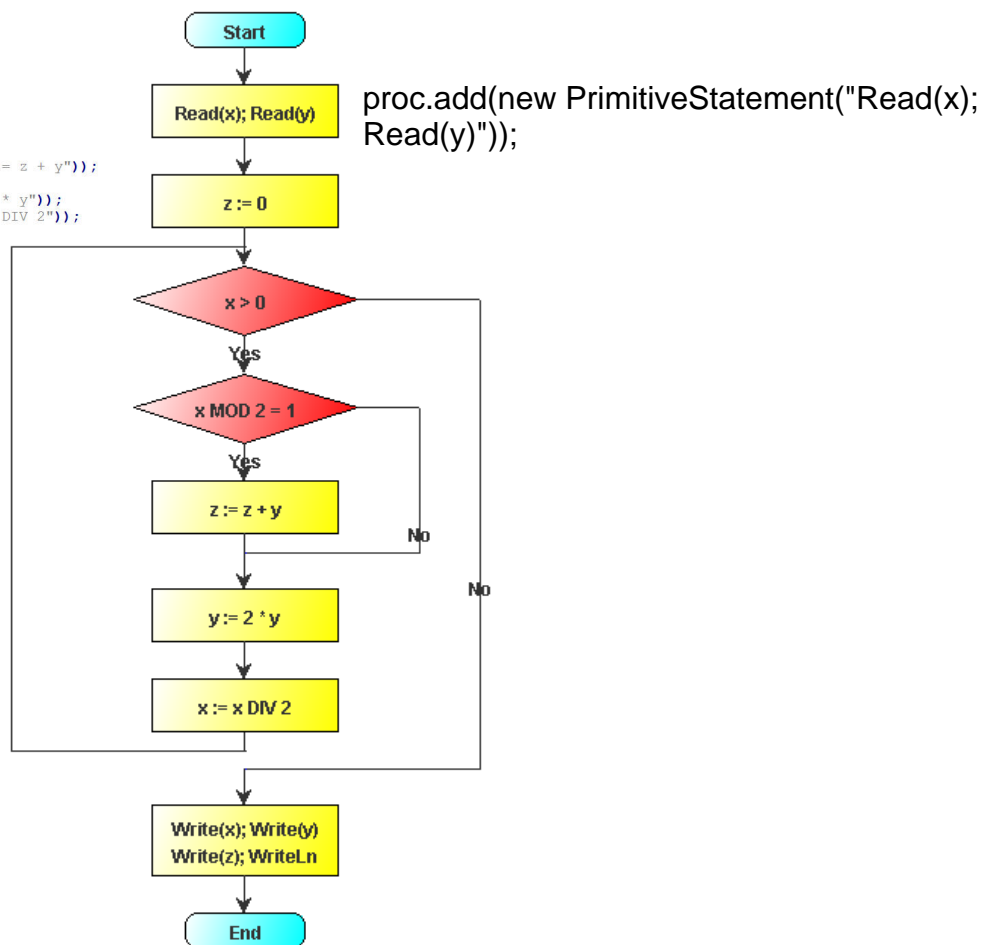 Start
Read(x); Read(y)
proc.add(new PrimitiveStatement("Read(x);
Read(y)"));
= z + y"));
* y"));
DIV 2"));
z := 0
x > 0
Yes
x MOD 2 = 1
Yes
z := z + y
No
No
y := 2 * y
x := x DIV 2
Write(x); Write(y)
Write(z); WriteLn
End